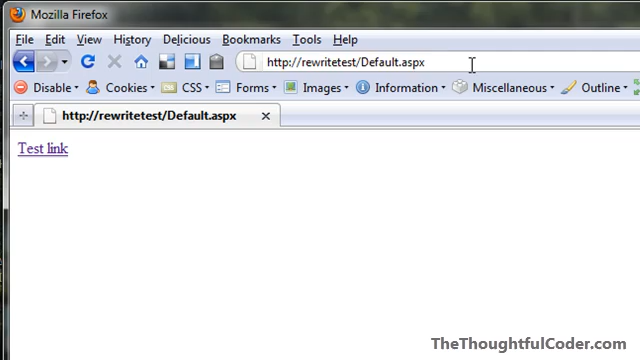 Mozilla Firefox
File Edit View History Delicious Bookmarks Tools Help
http://rewritetest/Default.aspx
Disable Cookies CSS Forms Images Information Miscellaneous Outline
http://rewritetest/Default.aspx
Test link
TheThoughtfulCoder.com